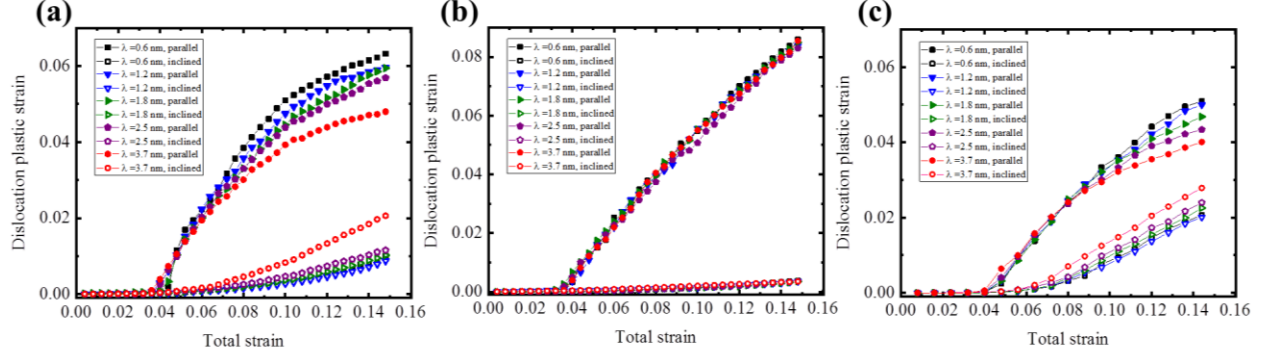 (a)
Dislocation plastic strain
0.06
0.04
0.02
0.00
λ =0.6 nm, parallel
λ =0.6 nm, inclined
λ =1.2 nm, parallel
λ =1.2 nm, inclined
λ =1.8 nm, parallel
λ =1.8 nm, inclined
λ =2.5 nm, parallel
λ =2.5 nm, inclined
λ =3.7 nm, parallel
λ =3.7 nm, inclined
0.00 0.02 0.04 0.06 0.08 0.10 0.12 0.14 0.16
Total strain
(b)
Dislocation plastic strain
0.08
0.06
0.04
0.02
0.00
λ =0.6 nm, parallel
λ =0.6 nm, inclined
λ =1.2 nm, parallel
λ =1.2 nm, inclined
λ =1.8 nm, parallel
λ =1.8 nm, inclined
λ =2.5 nm, parallel
λ =2.5 nm, inclined
λ =3.7 nm, parallel
λ =3.7 nm, inclined
0.00 0.02 0.04 0.06 0.08 0.10 0.12 0.14 0.16
Total strain
(c)
Dislocation plastic strain
0.06
0.04
0.02
0.00
λ =0.6 nm, parallel
λ =0.6 nm, inclined
λ =1.2 nm, parallel
λ =1.2 nm, inclined
λ =1.8 nm, parallel
λ =1.8 nm, inclined
λ =2.5 nm, parallel
λ =2.5 nm, inclined
λ =3.7 nm, parallel
λ =3.7 nm, inclined
0.00 0.02 0.04 0.06 0.08 0.10 0.12 0.14 0.16
Total strain